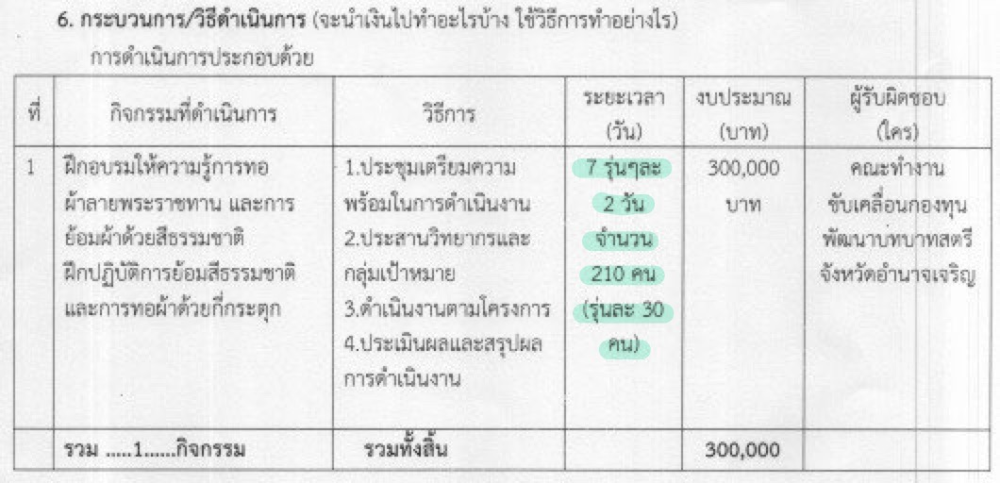 6. กระบวนการ/วิธีดำเนินการ (จะนำเงินไปทำอะไรบ้าง ใช้วิธีการทำอย่างไร)
การดำเนินการประกอบด้วย
ที่ กิจกรรมที่ดำเนินการ วิธีการ ระยะเวลา (วัน) งบประมาณ (บาท) ผู้รับผิดชอบ (ใคร)
1 ฝึกอบรมให้ความรู้การทอ 1.ประชุมเตรียมความ 7 รุ่นๆละ 300,000 คณะทำงาน
ผ้าลายพระราชทาน และการ พร้อมในการดำเนินงาน 2 วัน บาท ขับเคลื่อนกองทุน
ย้อมผ้าด้วยสีธรรมชาติ 2.ประสานวิทยากรและ จำนวน พัฒนาบทบาทสตรี
ฝึกปฏิบัติการย้อมสีธรรมชาติ กลุ่มเป้าหมาย 210 คน จังหวัดอำนาจเจริญ
และการทอผ้าด้วยกี่กระตุก 3.ดำเนินงานตามโครงการ (รุ่นละ 30
4.ประเมินผลและสรุปผล คน)
การดำเนินงาน
รวม .....1......กิจกรรม รวมทั้งสิ้น 300,000